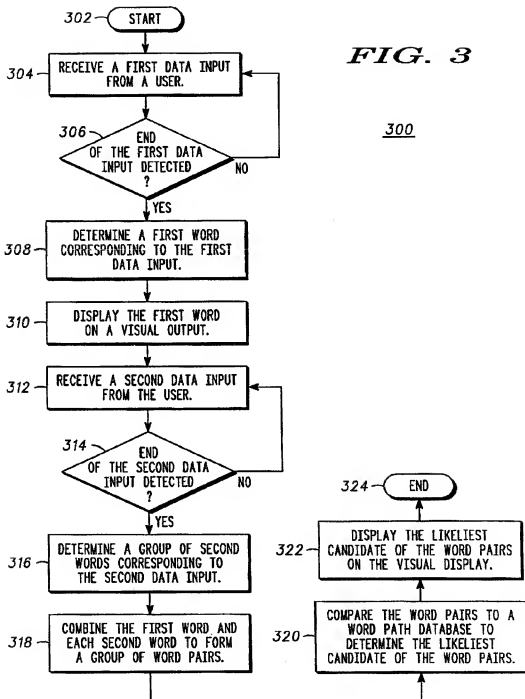 302
START
FIG. 3
300
304
RECEIVE A FIRST DATA INPUT
FROM A USER.
306
END
OF THE FIRST DATA
INPUT DETECTED
?
NO
YES
308
DETERMINE A FIRST WORD
CORRESPONDING TO THE FIRST
DATA INPUT.
310
DISPLAY THE FIRST WORD
ON A VISUAL OUTPUT.
312
RECEIVE A SECOND DATA INPUT
FROM THE USER.
314
END
OF THE SECOND DATA
INPUT DETECTED
?
NO
YES
316
DETERMINE A GROUP OF SECOND
WORDS CORRESPONDING TO
THE SECOND DATA INPUT.
318
COMBINE THE FIRST WORD AND
EACH SECOND WORD TO FORM
A GROUP OF WORD PAIRS.
324
END
322
DISPLAY THE LIKELIEST
CANDIDATE OF THE WORD PAIRS
ON THE VISUAL DISPLAY.
320
COMPARE THE WORD PAIRS TO A
WORD PATH DATABASE TO
DETERMINE THE LIKELIEST
CANDIDATE OF THE WORD PAIRS.